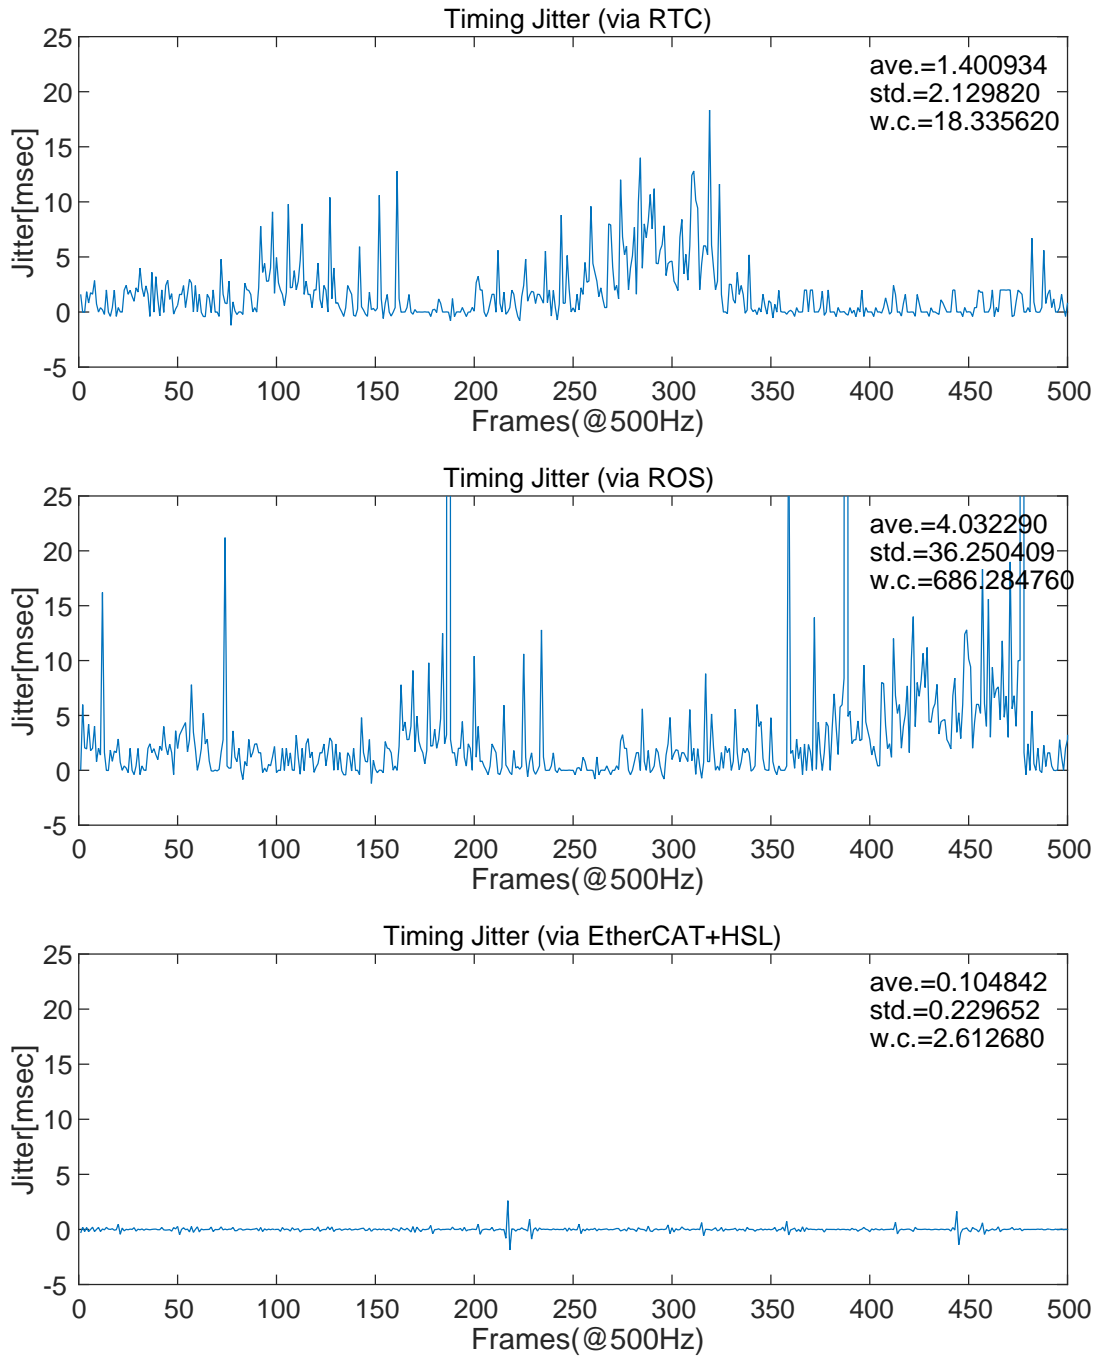 Timing Jitter (via RTC)
25
20
15
10
5
0
-5
Jitter[msec]
ave.=1.400934
std.=2.129820
w.c.=18.335620
0 50 100 150 200 250 300 350 400 450 500
Frames(@500Hz)
Timing Jitter (via ROS)
25
20
15
10
5
0
-5
Jitter[msec]
ave.=4.032290
std.=36.250409
w.c.=686.284760
0 50 100 150 200 250 300 350 400 450 500
Frames(@500Hz)
Timing Jitter (via EtherCAT+HSL)
25
20
15
10
5
0
-5
Jitter[msec]
ave.=0.104842
std.=0.229652
w.c.=2.612680
0 50 100 150 200 250 300 350 400 450 500
Frames(@500Hz)